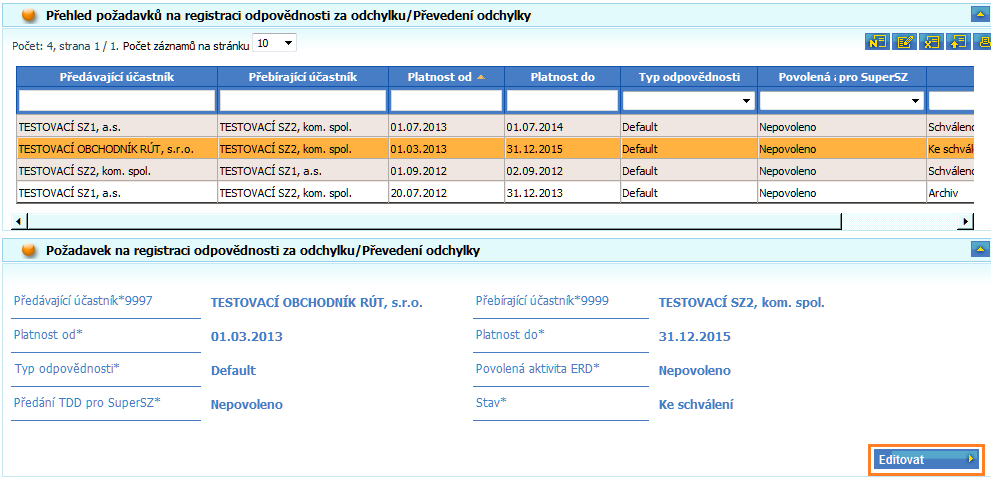 Přehled požadavků na registraci odpovědnosti za odchylku/Převedení odchylky
Počet: 4, strana 1 / 1. Počet záznamů na stránku 10
Předávající účastník Přebírající účastník Platnost od Platnost do Typ odpovědnosti Povolená a pro SuperSZ
TESTOVACÍ SZ1, a.s. TESTOVACÍ SZ2, kom. spol. 01.07.2013 01.07.2014 Default Nepovoleno Schváleno
TESTOVACÍ OBCHODNÍK RÚT, s.r.o. TESTOVACÍ SZ2, kom. spol. 01.03.2013 31.12.2015 Default Nepovoleno Ke schvál
TESTOVACÍ SZ2, kom. spol. TESTOVACÍ SZ1, a.s. 01.09.2012 02.09.2012 Default Nepovoleno Schváleno
TESTOVACÍ SZ1, a.s. TESTOVACÍ SZ2, kom. spol. 20.07.2012 31.12.2013 Default Nepovoleno Archiv
Požadavek na registraci odpovědnosti za odchylku/Převedení odchylky
Předávající účastník*9997 TESTOVACÍ OBCHODNÍK RÚT, s.r.o. Přebírající účastník*9999 TESTOVACÍ SZ2, kom. spol.
Platnost od* 01.03.2013 Platnost do* 31.12.2015
Typ odpovědnosti* Default Povolená aktivita ERD* Nepovoleno
Předání TDD pro SuperSZ* Nepovoleno Stav* Ke schválení
Editovat